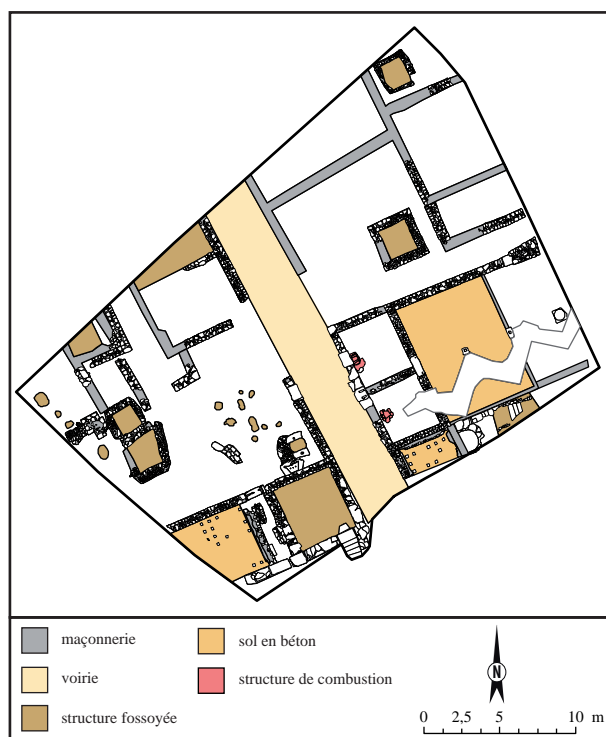 maçonnerie
voirie
structure fossoyée
sol en béton
structure de combustion
N
0 2,5 5 10 m